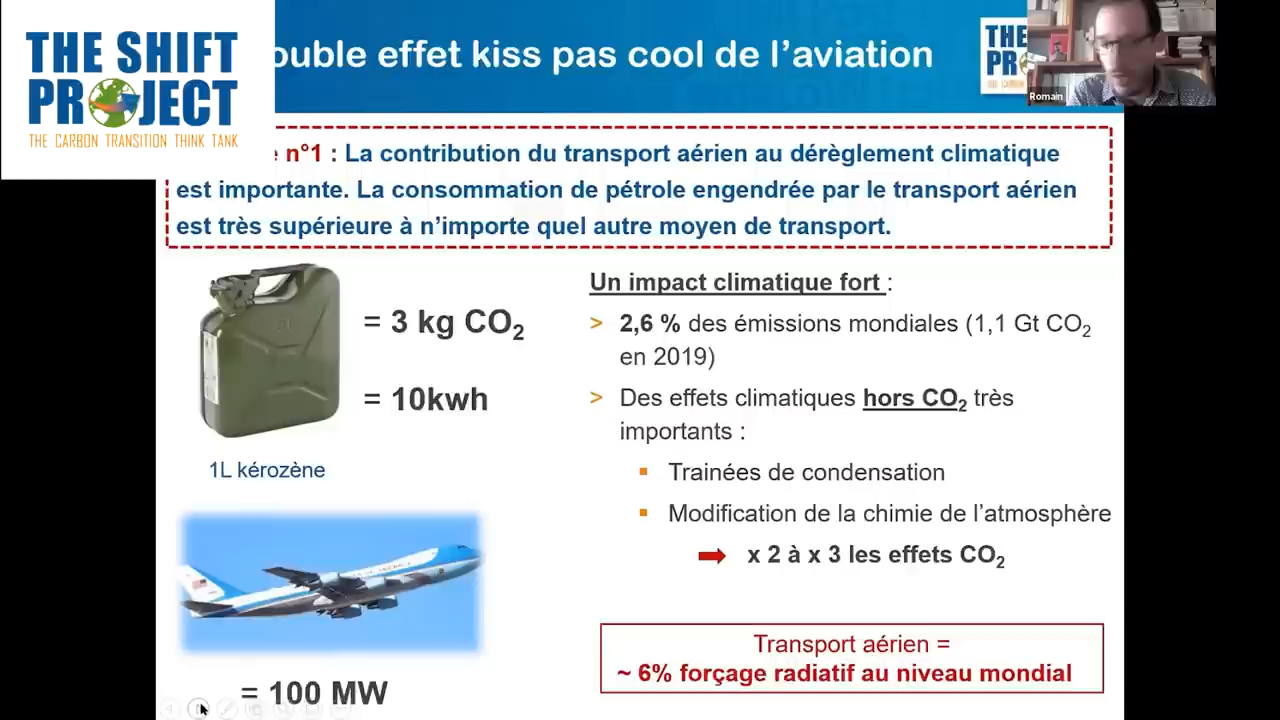 THE SHIFT
PROJECT
THE CARBON TRANSITION THINK TANK
ouble effet kiss pas cool de l’aviation
THE
PR
Romain
e n°1 : La contribution du transport aérien au dérèglement climatique
est importante. La consommation de pétrole engendrée par le transport aérien
est très supérieure à n’importe quel autre moyen de transport.
= 3 kg CO2
= 10kwh
1L kérozène
= 100 MW
Un impact climatique fort :
> 2,6 % des émissions mondiales (1,1 Gt CO2
en 2019)
> Des effets climatiques hors CO2 très
importants :
▪ Trainées de condensation
▪ Modification de la chimie de l’atmosphère
x 2 à x 3 les effets CO2
Transport aérien =
~ 6% forçage radiatif au niveau mondial